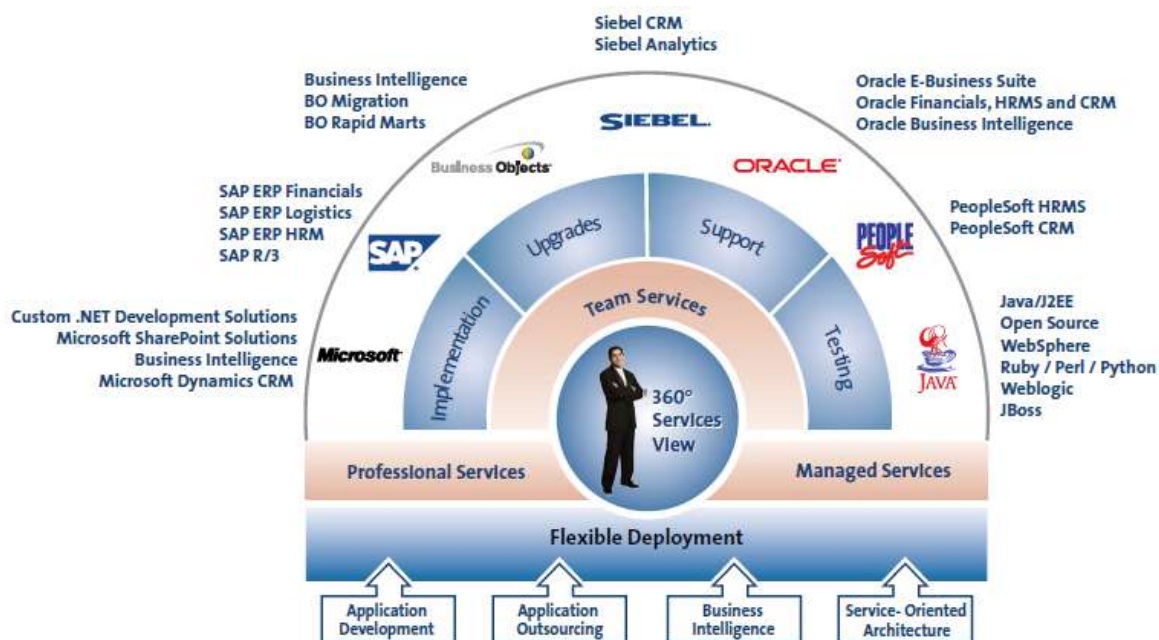 Siebel CRM
Siebel Analytics
Business Intelligence
BO Migration
BO Rapid Marts
Oracle E-Business Suite
Oracle Financials, HRMS and CRM
Oracle Business Intelligence
SIEBEL.
Business Objects
ORACLE
SAP ERP Financials
SAP ERP Logistics
SAP ERP HRM
SAP R/3
SAP
PEOPLE
Soft
PeopleSoft HRMS
PeopleSoft CRM
Custom .NET Development Solutions
Microsoft SharePoint Solutions
Business Intelligence
Microsoft Dynamics CRM
Microsoft
JAVA
Java/J2EE
Open Source
WebSphere
Ruby / Perl / Python
Weblogic
JBoss
Implementation
Upgrades
Support
Testing
Team Services
360°
Services
View
Professional Services
Managed Services
Flexible Deployment
Application
Development
Application
Outsourcing
Business
Intelligence
Service- Oriented
Architecture